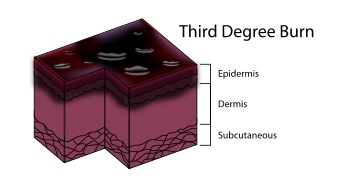 Third Degree Burn
Epidermis
Dermis
Subcutaneous